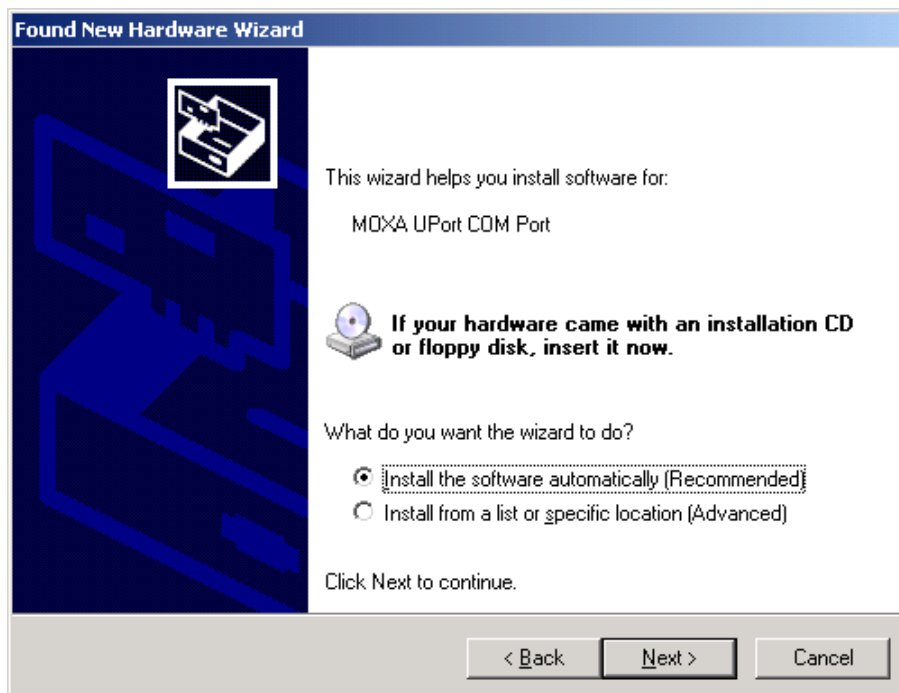 Found New Hardware Wizard
This wizard helps you install software for:
MOXA UPort COM Port
If your hardware came with an installation CD
or floppy disk, insert it now.
What do you want the wizard to do?
Install the software automatically (Recommended)
Install from a list or specific location (Advanced)
Click Next to continue.
< Back
Next >
Cancel